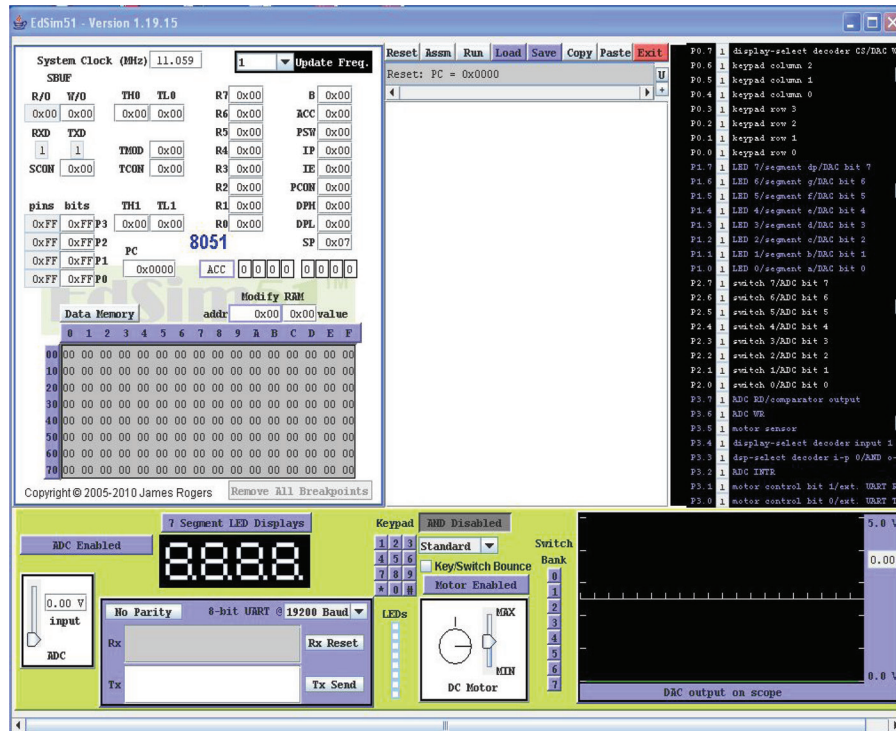 EdSim51 - Version 1.19.15
System Clock (MHz) 11.059 1 Update Freq.
SBUF
R/O W/O TH0 TL0 R7 0x00 B 0x00
0x00 0x00 0x00 0x00 R6 0x00 ACC 0x00
RXD TXD R5 0x00 PSW 0x00
1 1 TMOD 0x00 R4 0x00 IP 0x00
SCON 0x00 TCON 0x00 R3 0x00 IE 0x00
R2 0x00 PCON 0x00
pins bits TH1 TL1 R1 0x00 DPH 0x00
0xFF 0xFF P3 0x00 0x00 R0 0x00 DPL 0x00
0xFF 0xFF P2 PC 8051 SP 0x07
0xFF 0xFF P1 0x0000 ACC 0 0 0 0 0 0 0 0
0xFF 0xFF P0
EdSim51™
Modify RAM
Data Memory addr 0x00 0x00 value
0 1 2 3 4 5 6 7 8 9 A B C D E F
00 00 00 00 00 00 00 00 00 00 00 00 00 00 00 00 00
10 00 00 00 00 00 00 00 00 00 00 00 00 00 00 00 00
20 00 00 00 00 00 00 00 00 00 00 00 00 00 00 00 00
30 00 00 00 00 00 00 00 00 00 00 00 00 00 00 00 00
40 00 00 00 00 00 00 00 00 00 00 00 00 00 00 00 00
50 00 00 00 00 00 00 00 00 00 00 00 00 00 00 00 00
60 00 00 00 00 00 00 00 00 00 00 00 00 00 00 00 00
70 00 00 00 00 00 00 00 00 00 00 00 00 00 00 00 00
Copyright © 2005-2010 James Rogers Remove All Breakpoints
Reset Assm Run Load Save Copy Paste Exit
Reset: PC = 0x0000 U
+
P0.7 1 display-select decoder CS/DAC W
P0.6 1 keypad column 2
P0.5 1 keypad column 1
P0.4 1 keypad column 0
P0.3 1 keypad row 3
P0.2 1 keypad row 2
P0.1 1 keypad row 1
P0.0 1 keypad row 0
P1.7 1 LED 7/segment dp/DAC bit 7
P1.6 1 LED 6/segment g/DAC bit 6
P1.5 1 LED 5/segment f/DAC bit 5
P1.4 1 LED 4/segment e/DAC bit 4
P1.3 1 LED 3/segment d/DAC bit 3
P1.2 1 LED 2/segment c/DAC bit 2
P1.1 1 LED 1/segment b/DAC bit 1
P1.0 1 LED 0/segment a/DAC bit 0
P2.7 1 switch 7/ADC bit 7
P2.6 1 switch 6/ADC bit 6
P2.5 1 switch 5/ADC bit 5
P2.4 1 switch 4/ADC bit 4
P2.3 1 switch 3/ADC bit 3
P2.2 1 switch 2/ADC bit 2
P2.1 1 switch 1/ADC bit 1
P2.0 1 switch 0/ADC bit 0
P3.7 1 ADC RD/comparator output
P3.6 1 ADC WR
P3.5 1 motor sensor
P3.4 1 display-select decoder input 1
P3.3 1 dsp-select decoder i-p 0/AND o-
P3.2 1 ADC INTR
P3.1 1 motor control bit 1/ext. UART R
P3.0 1 motor control bit 0/ext. UART T
ADC Enabled
7 Segment LED Displays
8.8.8.8.
0.00 V
input
ADC
No Parity 8-bit UART @ 19200 Baud
Rx Rx Reset
Tx Tx Send
Keypad AND Disabled
1 2 3 Standard
4 5 6 Key/Switch Bounce
7 8 9 Motor Enabled
* 0 #
LEDs
MAX
MIN
DC Motor
Switch
Bank
0
1
2
3
4
5
6
7
5.0 V
0.00
0.0 V
DAC output on scope